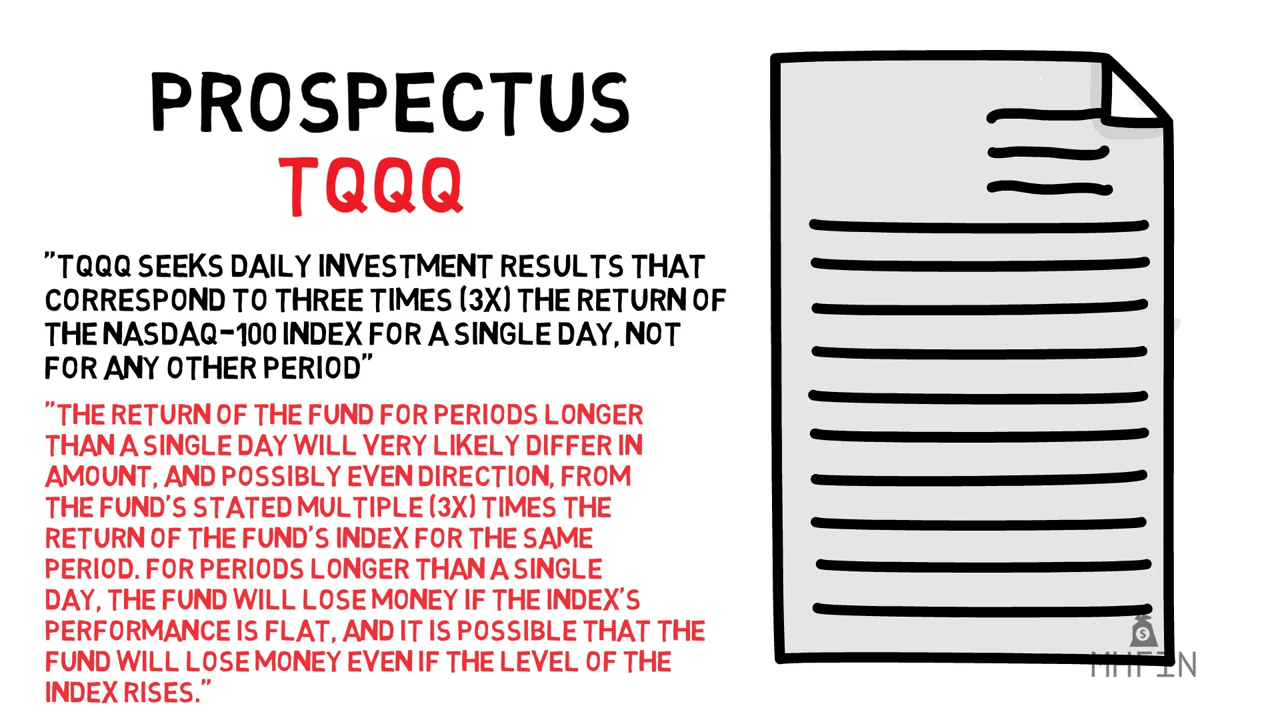 PROSPECTUS
TQQQ
"TQQQ SEEKS DAILY INVESTMENT RESULTS THAT
CORRESPOND TO THREE TIMES (3X) THE RETURN OF
THE NASDAQ-100 INDEX FOR A SINGLE DAY, NOT
FOR ANY OTHER PERIOD"
"THE RETURN OF THE FUND FOR PERIODS LONGER
THAN A SINGLE DAY WILL VERY LIKELY DIFFER IN
AMOUNT, AND POSSIBLY EVEN DIRECTION, FROM
THE FUND'S STATED MULTIPLE (3X) TIMES THE
RETURN OF THE FUND'S INDEX FOR THE SAME
PERIOD. FOR PERIODS LONGER THAN A SINGLE
DAY, THE FUND WILL LOSE MONEY IF THE INDEX'S
PERFORMANCE IS FLAT, AND IT IS POSSIBLE THAT THE
FUND WILL LOSE MONEY EVEN IF THE LEVEL OF THE
INDEX RISES."
$
MHFIN